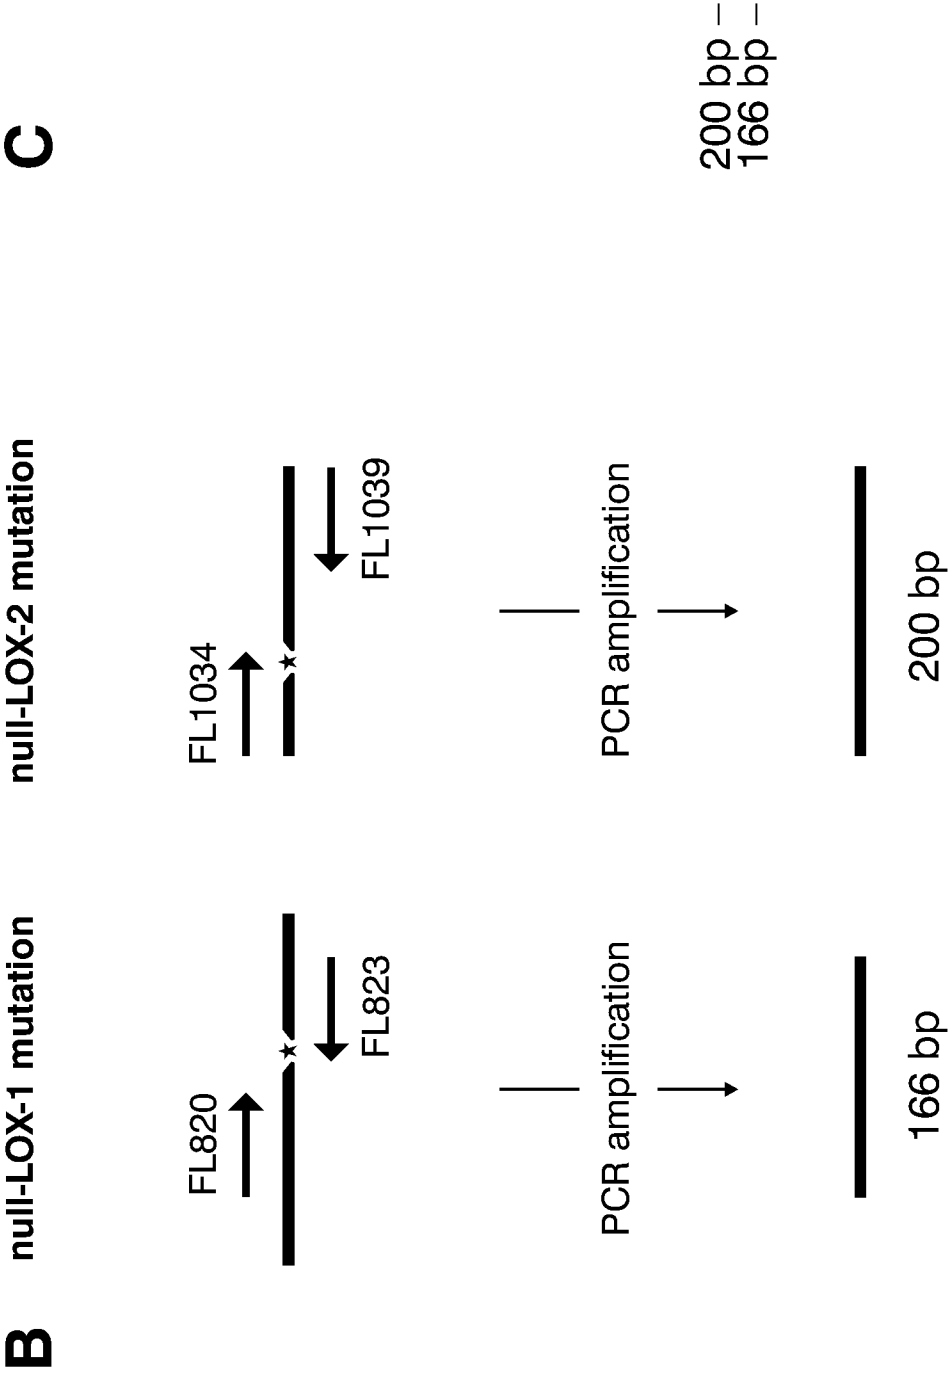 B
null-LOX-1 mutation
FL820
FL823
PCR amplification
166 bp
null-LOX-2 mutation
FL1034
FL1039
PCR amplification
200 bp
C
200 bp
166 bp